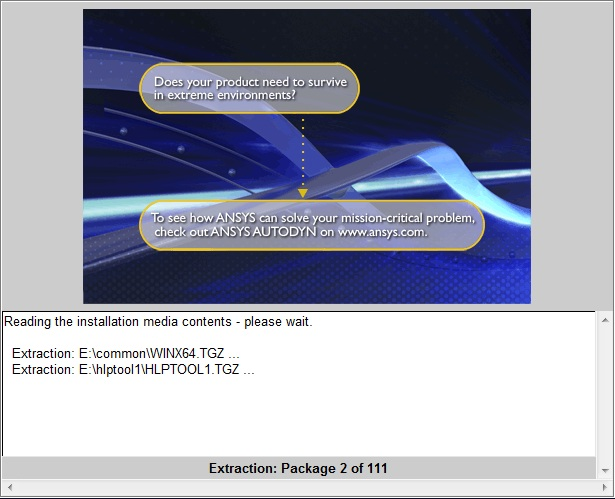 Does your product need to survive
in extreme environments?
To see how ANSYS can solve your mission-critical problem,
check out ANSYS AUTODYN on www.ansys.com.
Reading the installation media contents - please wait.
Extraction: E:\common\WINX64.TGZ ...
Extraction: E:\hlptool1\HLPTOOL1.TGZ ...
Extraction: Package 2 of 111